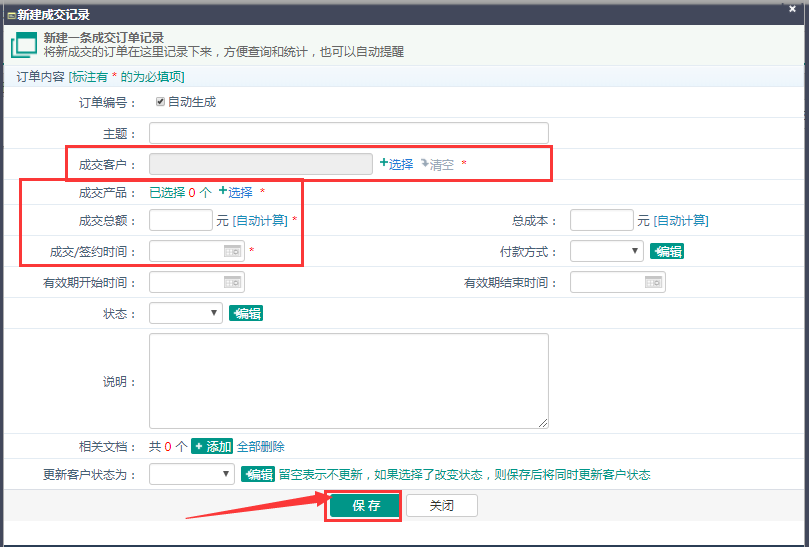 新建成交记录 ×
新建一条成交订单记录
将新成交的订单在这里记录下来，方便查询和统计，也可以自动提醒
订单内容 [标注有 * 的为必填项]
订单编号： 自动生成
主题：
成交客户： +选择 清空 *
成交产品： 已选择 0 个 +选择 *
成交总额： 元 [自动计算] * 总成本： 元 [自动计算]
成交/签约时间： * 付款方式： 编辑
有效期开始时间： 有效期结束时间：
状态： 编辑
说明：
相关文档： 共 0 个 + 添加 全部删除
更新客户状态为： 编辑 留空表示不更新，如果选择了改变状态，则保存后将同时更新客户状态
保 存 关闭